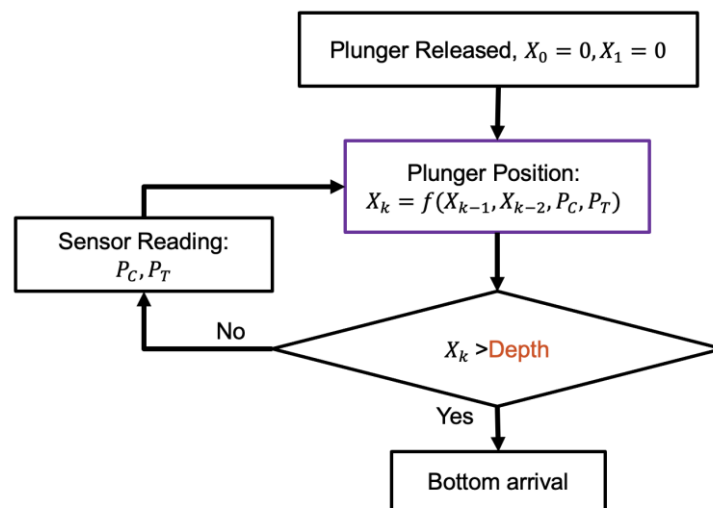 Plunger Released, X₀ = 0, X₁ = 0
Plunger Position:
Xₖ = f(Xₖ₋₁, Xₖ₋₂, P_C, P_T)
Sensor Reading:
P_C, P_T
No
Xₖ >Depth
Yes
Bottom arrival